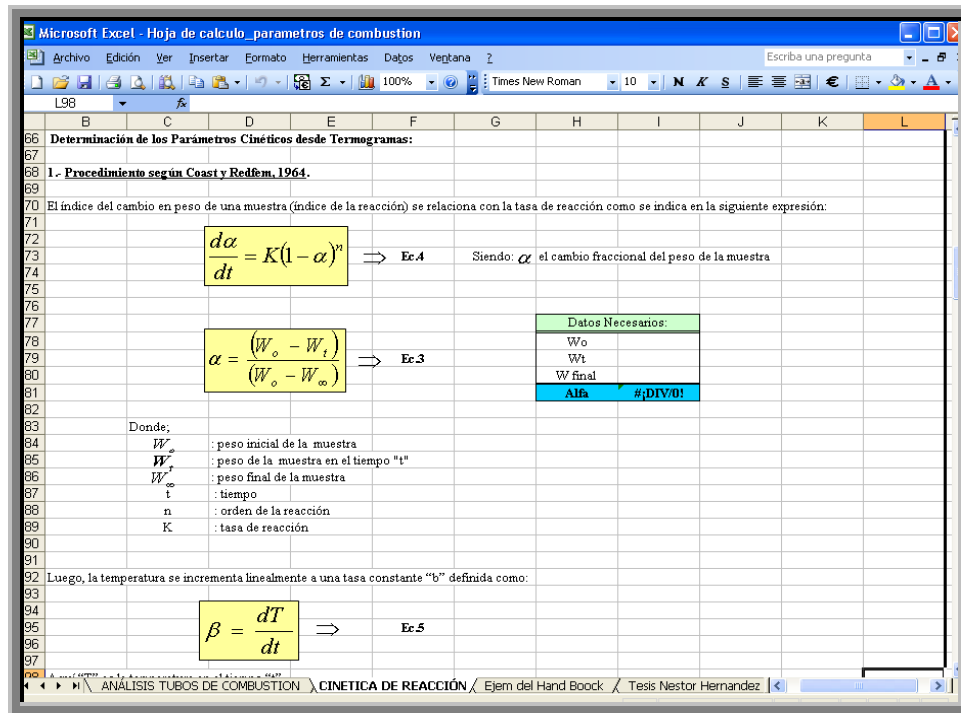 Microsoft Excel - Hoja de calculo_parametros de combustion
Archivo Edición Ver Insertar Formato Herramientas Datos Ventana ? Escriba una pregunta
100% Times New Roman 10 N K S €
L98 fx
B C D E F G H I J K L
66 Determinación de los Parámetros Cinéticos desde Termogramas:
67
68 1.- Procedimiento según Coast y Redfem, 1964.
69
70 El índice del cambio en peso de una muestra (índice de la reacción) se relaciona con la tasa de reacción como se indica en la siguiente expresión:
71
72
73 dα/dt = K(1 − α)^n ⇒ Ec.4 Siendo: α el cambio fraccional del peso de la muestra
74
75
76
77 Datos Necesarios:
78 Wo
79 α = (W_o − W_t)/(W_o − W_∞) ⇒ Ec.3 Wt
80 W final
81 Alfa #¡DIV/0!
82
83 Donde;
84 W_o : peso inicial de la muestra
85 W_t : peso de la muestra en el tiempo "t"
86 W_∞ : peso final de la muestra
87 t : tiempo
88 n : orden de la reacción
89 K : tasa de reacción
90
91
92 Luego, la temperatura se incrementa linealmente a una tasa constante “b” definida como:
93
94
95 β = dT/dt ⇒ Ec.5
96
97
98
ANÁLISIS TUBOS DE COMBUSTION CINETICA DE REACCIÓN Ejem del Hand Boock Tesis Nestor Hernandez